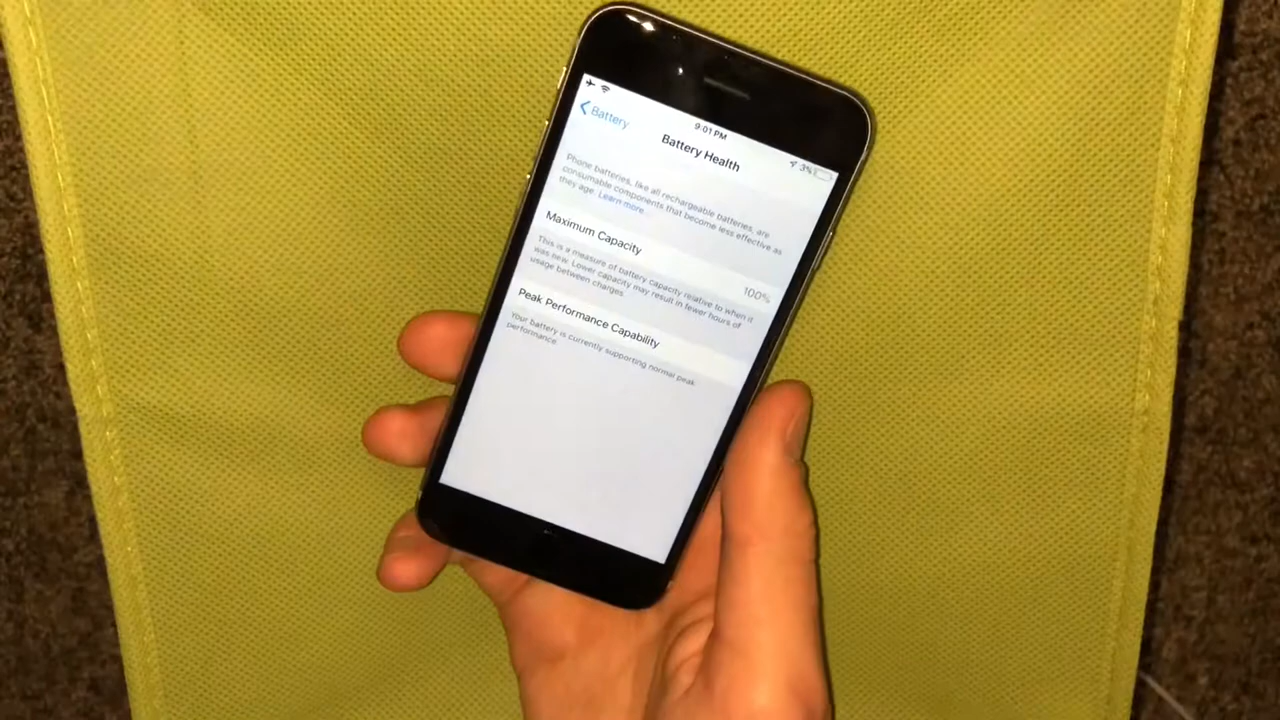 9:01 PM
3%
Battery
Battery Health
Phone batteries, like all rechargeable batteries, are
consumable components that become less effective as
they age. Learn more...
Maximum Capacity
100%
This is a measure of battery capacity relative to when it
was new. Lower capacity may result in fewer hours of
usage between charges.
Peak Performance Capability
Your battery is currently supporting normal peak
performance.